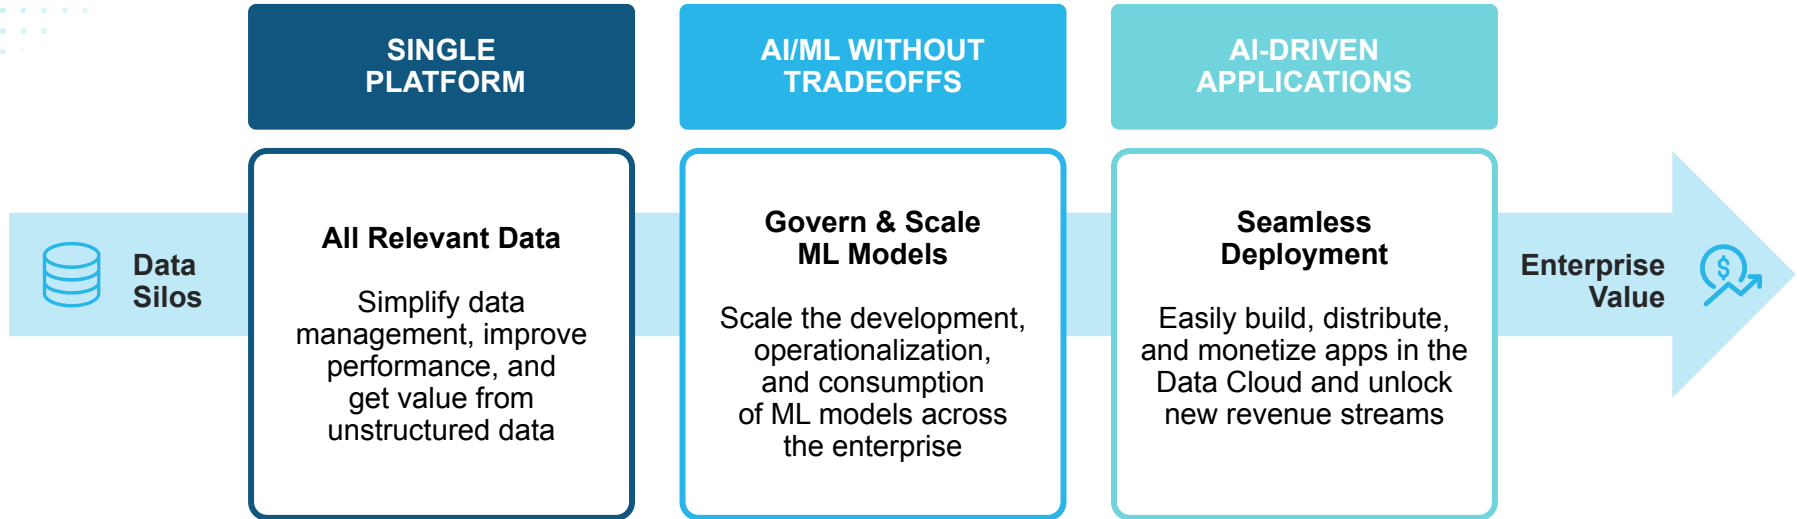 SINGLE
PLATFORM
AI/ML WITHOUT
TRADEOFFS
AI-DRIVEN
APPLICATIONS
Data
Silos
All Relevant Data
Simplify data
management, improve
performance, and
get value from
unstructured data
Govern & Scale
ML Models
Scale the development,
operationalization,
and consumption
of ML models across
the enterprise
Seamless
Deployment
Easily build, distribute,
and monetize apps in the
Data Cloud and unlock
new revenue streams
Enterprise
Value
$